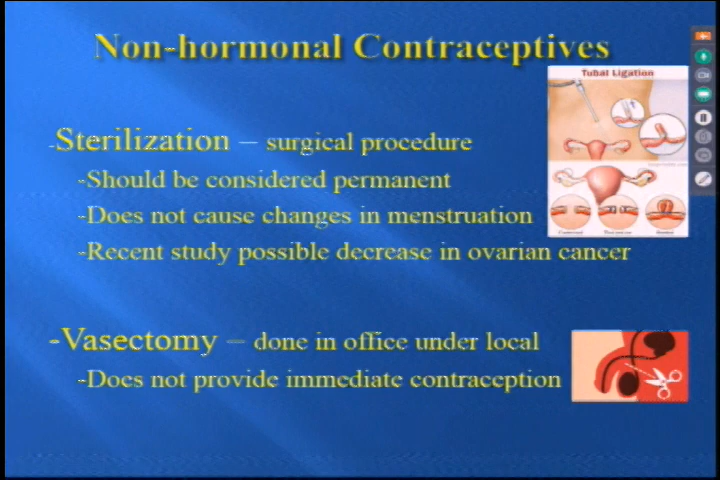 Non-hormonal Contraceptives
Tubal Ligation
-Sterilization – surgical procedure
-Should be considered permanent
-Does not cause changes in menstruation
-Recent study possible decrease in ovarian cancer
-Vasectomy – done in office under local
-Does not provide immediate contraception